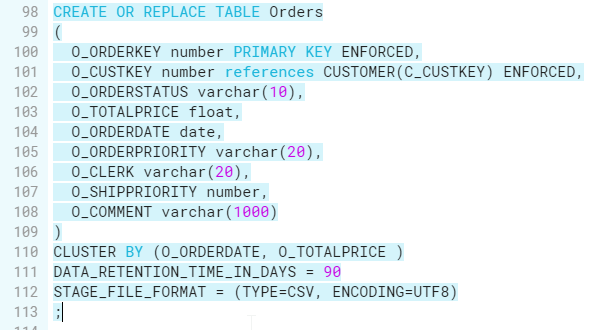 98 CREATE OR REPLACE TABLE Orders
99 (
100 O_ORDERKEY number PRIMARY KEY ENFORCED,
101 O_CUSTKEY number references CUSTOMER(C_CUSTKEY) ENFORCED,
102 O_ORDERSTATUS varchar(10),
103 O_TOTALPRICE float,
104 O_ORDERDATE date,
105 O_ORDERPRIORITY varchar(20),
106 O_CLERK varchar(20),
107 O_SHIPPRIORITY number,
108 O_COMMENT varchar(1000)
109 )
110 CLUSTER BY (O_ORDERDATE, O_TOTALPRICE )
111 DATA_RETENTION_TIME_IN_DAYS = 90
112 STAGE_FILE_FORMAT = (TYPE=CSV, ENCODING=UTF8)
113 ;